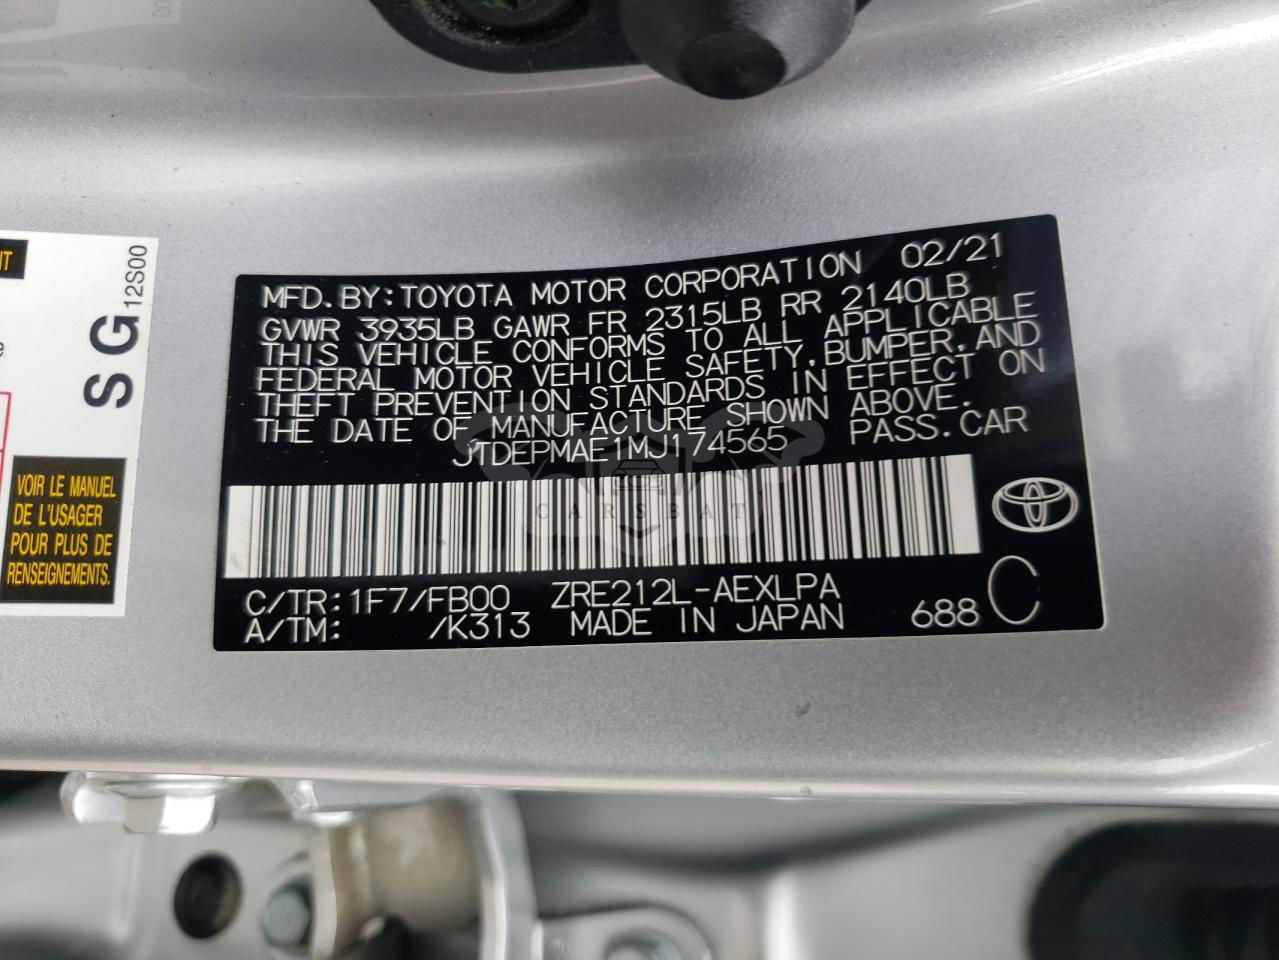 MFD.BY:TOYOTA MOTOR CORPORATION 02/21
GVWR 3935LB GAWR FR 2315LB RR 2140LB
THIS VEHICLE CONFORMS TO ALL APPLICABLE
FEDERAL MOTOR VEHICLE SAFETY,BUMPER,AND
THEFT PREVENTION STANDARDS IN EFFECT ON
THE DATE OF MANUFACTURE SHOWN ABOVE.
JTDEPMAE1MJ174565 PASS.CAR
CARSBAT
C/TR:1F7/FB00 ZRE212L-AEXLPA
A/TM: /K313 MADE IN JAPAN 688 C
SG12S00
VOIR LE MANUEL
DE L'USAGER
POUR PLUS DE
RENSEIGNEMENTS.